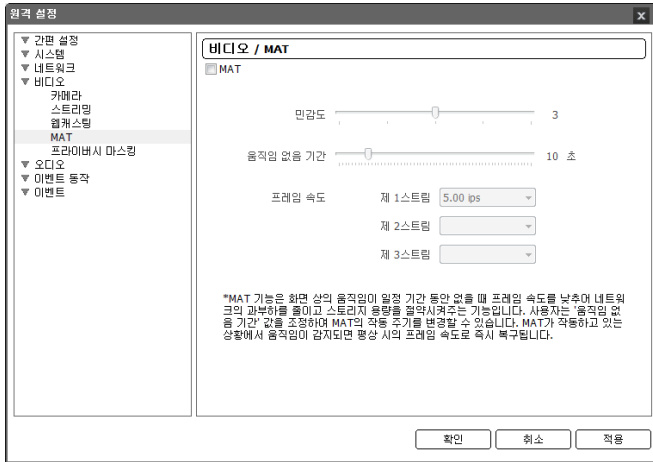 원격 설정
x
간편 설정
시스템
네트워크
비디오
카메라
스트리밍
웹캐스팅
MAT
프라이버시 마스킹
오디오
이벤트 동작
이벤트
비디오 / MAT
MAT
민감도 3
움직임 없음 기간 10 초
프레임 속도 제 1스트림 5.00 ips
제 2스트림
제 3스트림
*MAT 기능은 화면 상의 움직임이 일정 기간 동안 없을 때 프레임 속도를 낮추어 네트워
크의 과부하를 줄이고 스토리지 용량을 절약시켜주는 기능입니다. 사용자는 '움직임 없
음 기간' 값을 조정하여 MAT의 작동 주기를 변경할 수 있습니다. MAT가 작동하고 있는
상황에서 움직임이 감지되면 평상 시의 프레임 속도로 즉시 복구됩니다.
확인 취소 적용